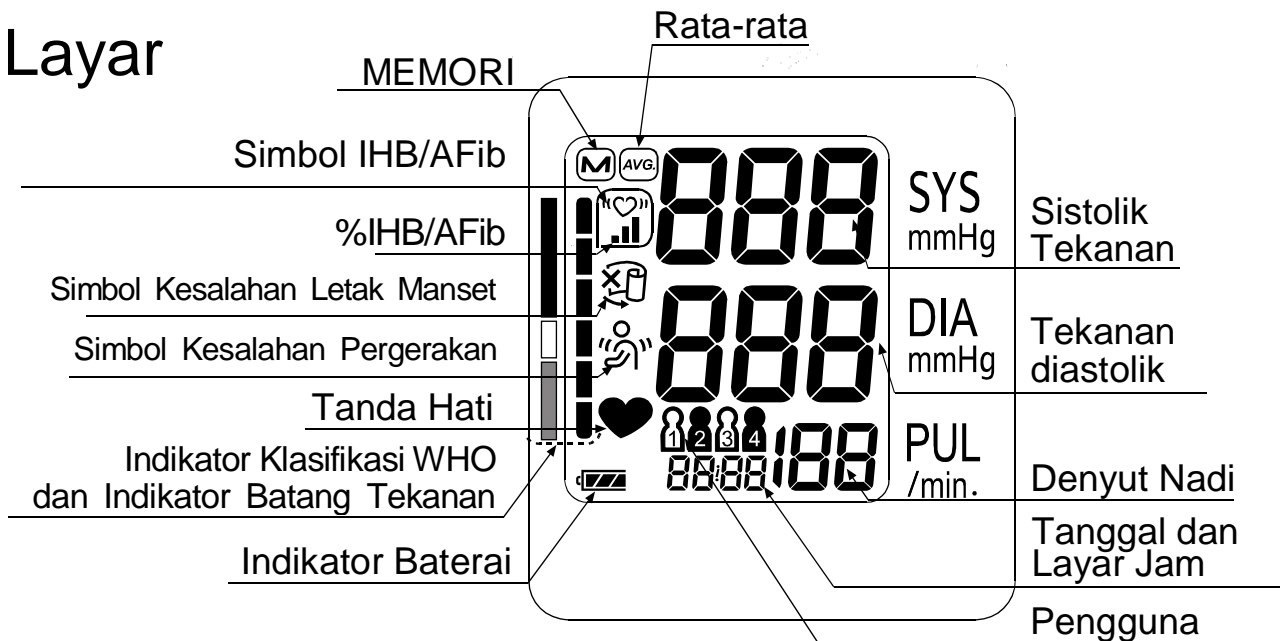 Layar
Rata-rata
MEMORI
Simbol IHB/AFib
%IHB/AFib
Simbol Kesalahan Letak Manset
Simbol Kesalahan Pergerakan
Tanda Hati
Indikator Klasifikasi WHO
dan Indikator Batang Tekanan
Indikator Baterai
M AVG.
888
SYS
mmHg
888
DIA
mmHg
1 2 3 4
88:88
188
PUL
/min.
Sistolik
Tekanan
Tekanan
diastolik
Denyut Nadi
Tanggal dan
Layar Jam
Pengguna